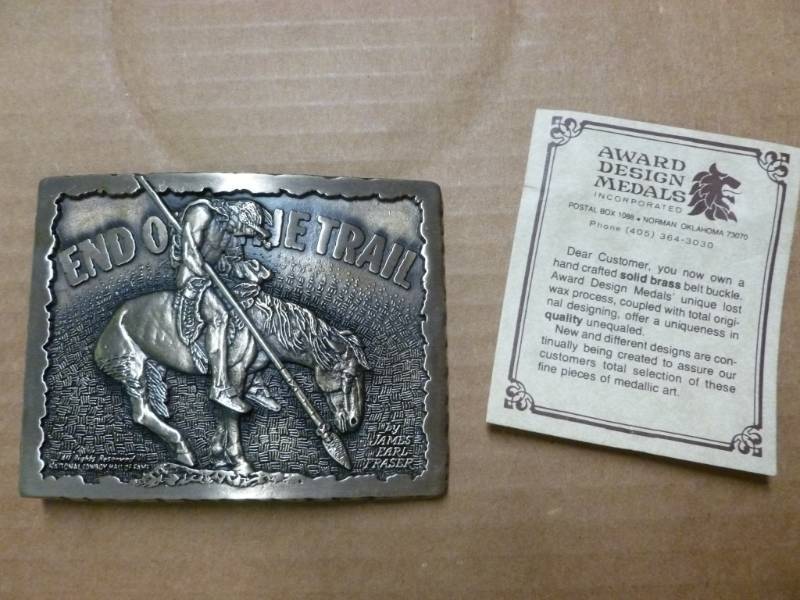 END O THE TRAIL
by
JAMES
EARL
FRASER
All Rights Reserved
NATIONAL COWBOY HALL OF FAME
AWARD
DESIGN
MEDALS
INCORPORATED
POSTAL BOX 1088 • NORMAN OKLAHOMA 73070
Phone (405) 364-3030
Dear Customer, you now own a
hand crafted solid brass belt buckle.
Award Design Medals' unique lost
wax process, coupled with total origi-
nal designing, offer a uniqueness in
quality unequaled.
New and different designs are con-
tinually being created to assure our
customers total selection of these
fine pieces of medallic art.